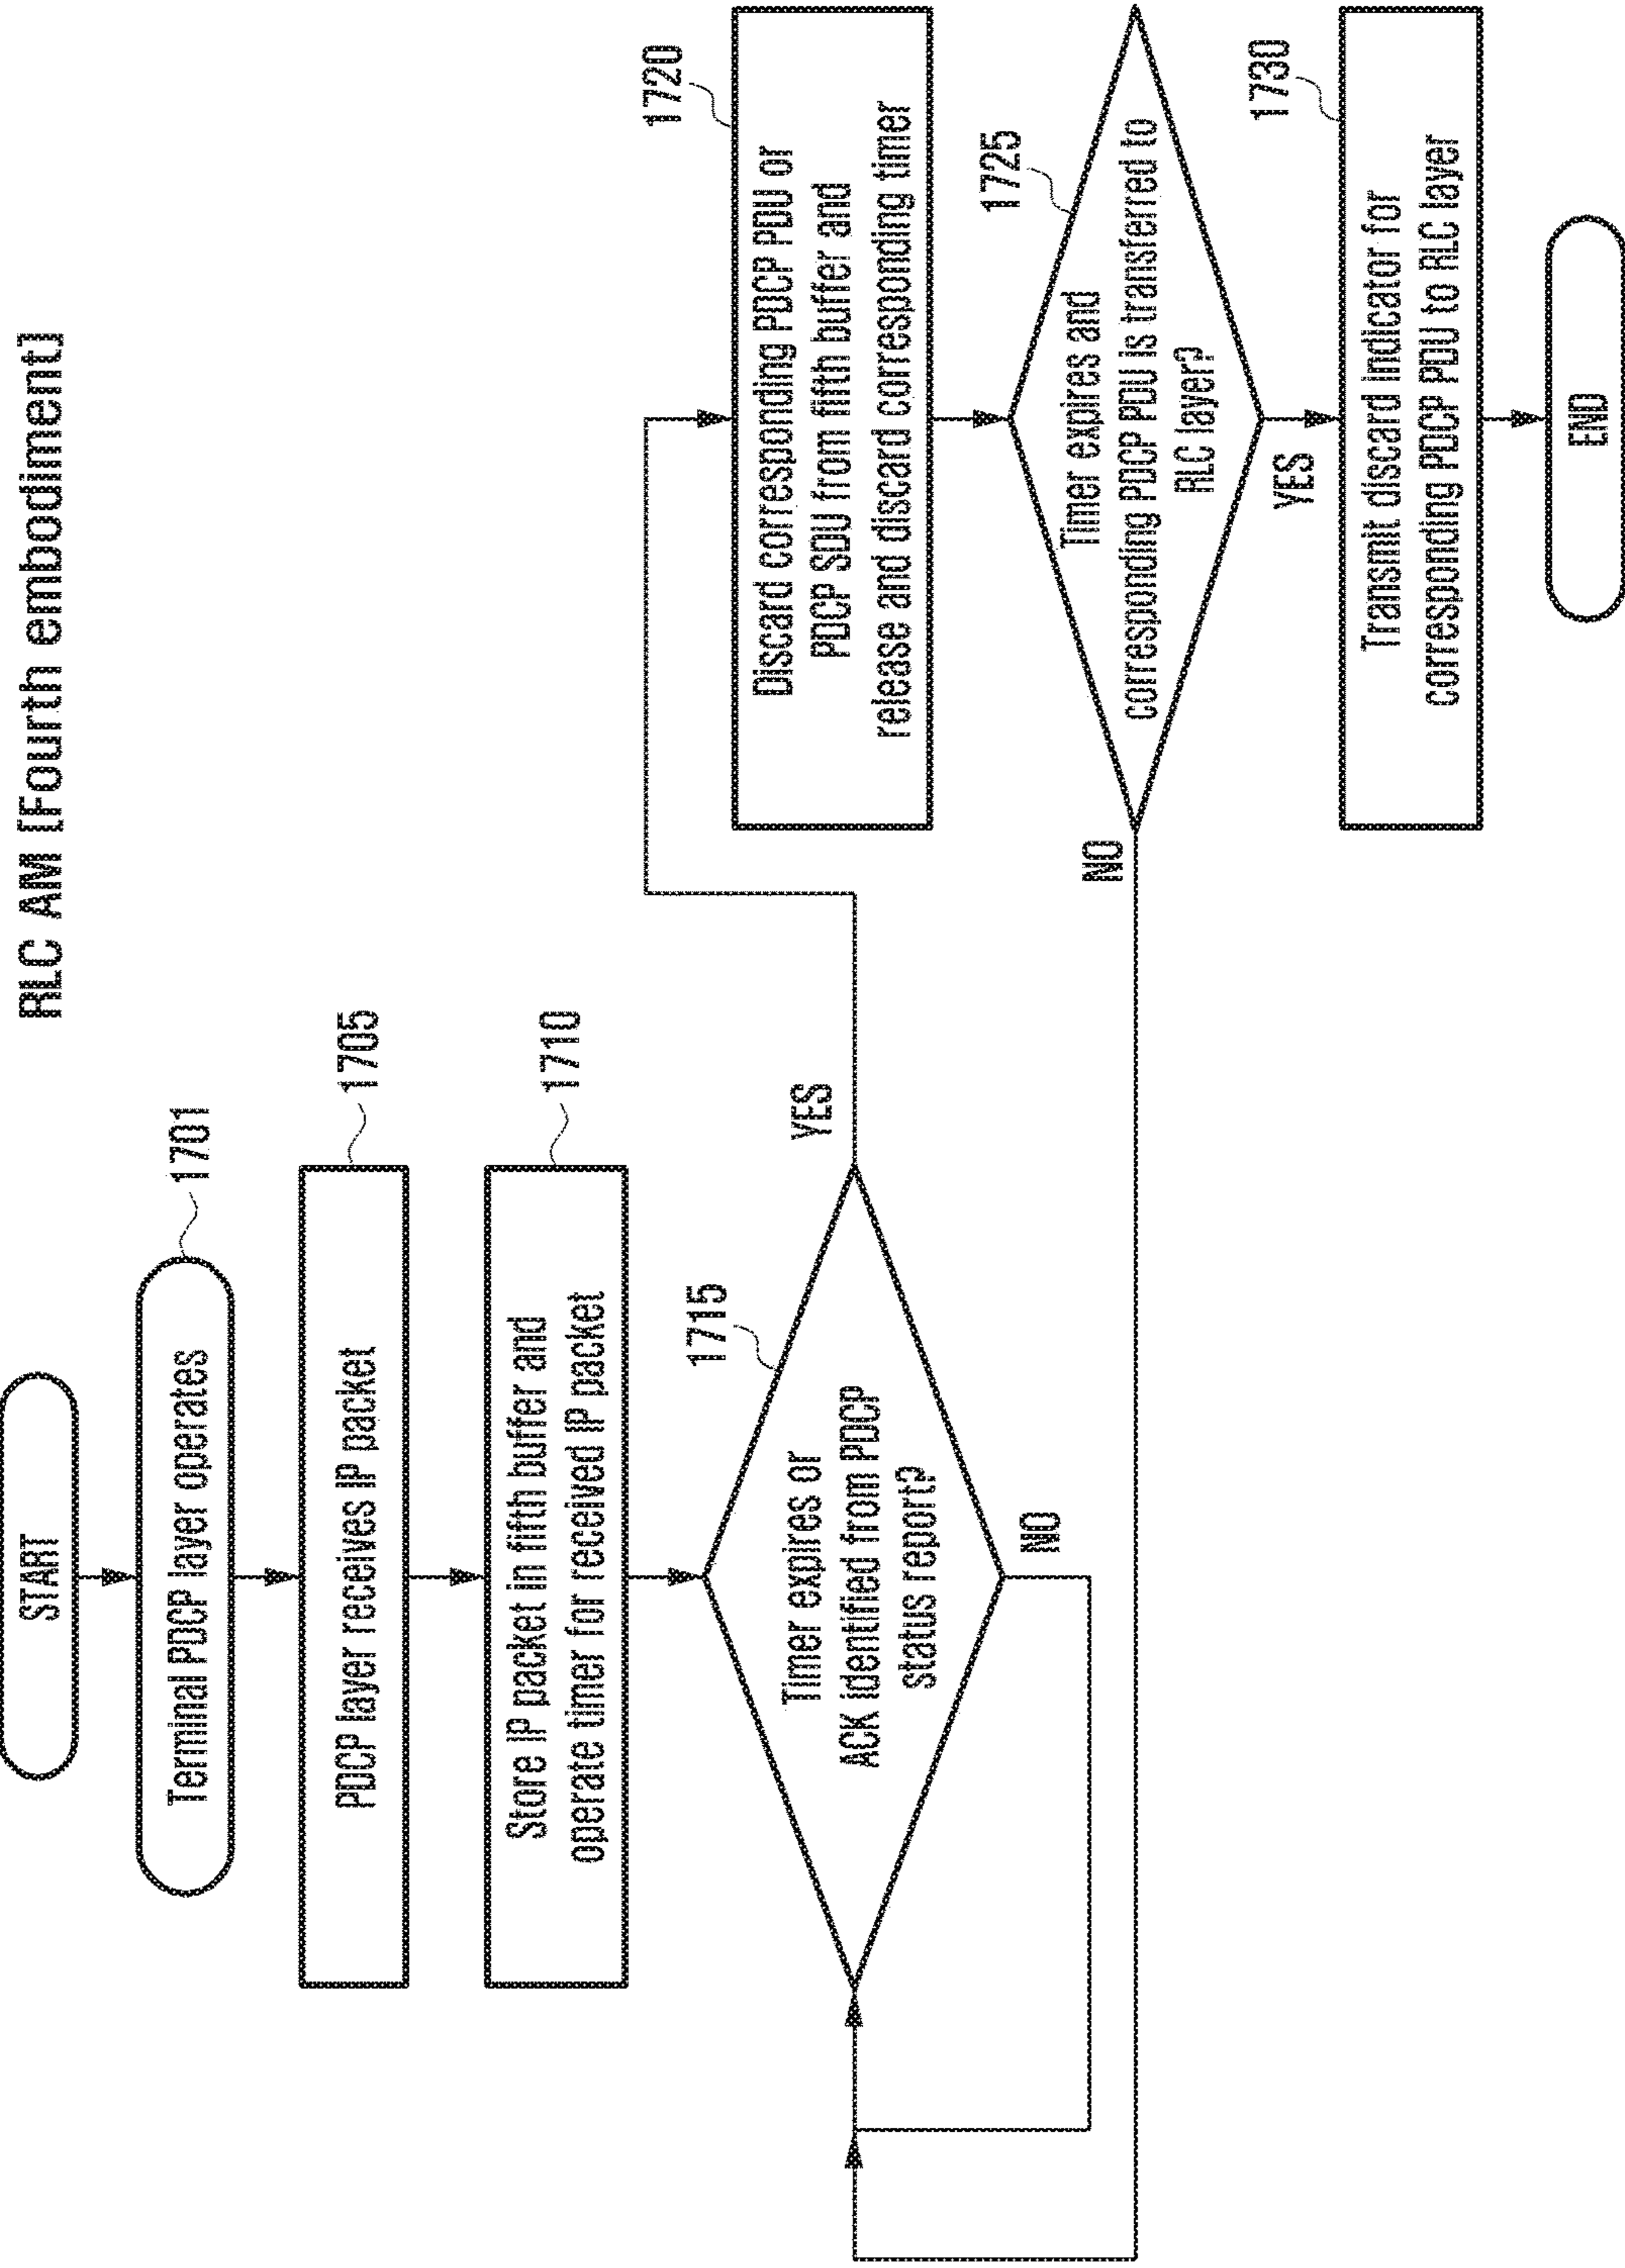 RLC AM [Fourth embodiment]
START
Terminal PDCP layer operates
1701
PDCP layer receives IP packet
1705
Store IP packet in fifth buffer and
operate timer for received IP packet
1710
Timer expires or
ACK identified from PDCP
status report?
1715
YES
NO
Discard corresponding PDCP PDU or
PDCP SDU from fifth buffer and
release and discard corresponding timer
1720
Timer expires and
corresponding PDCP PDU is transferred to
RLC layer?
1725
NO
YES
Transmit discard indicator for
corresponding PDCP PDU to RLC layer
1730
END